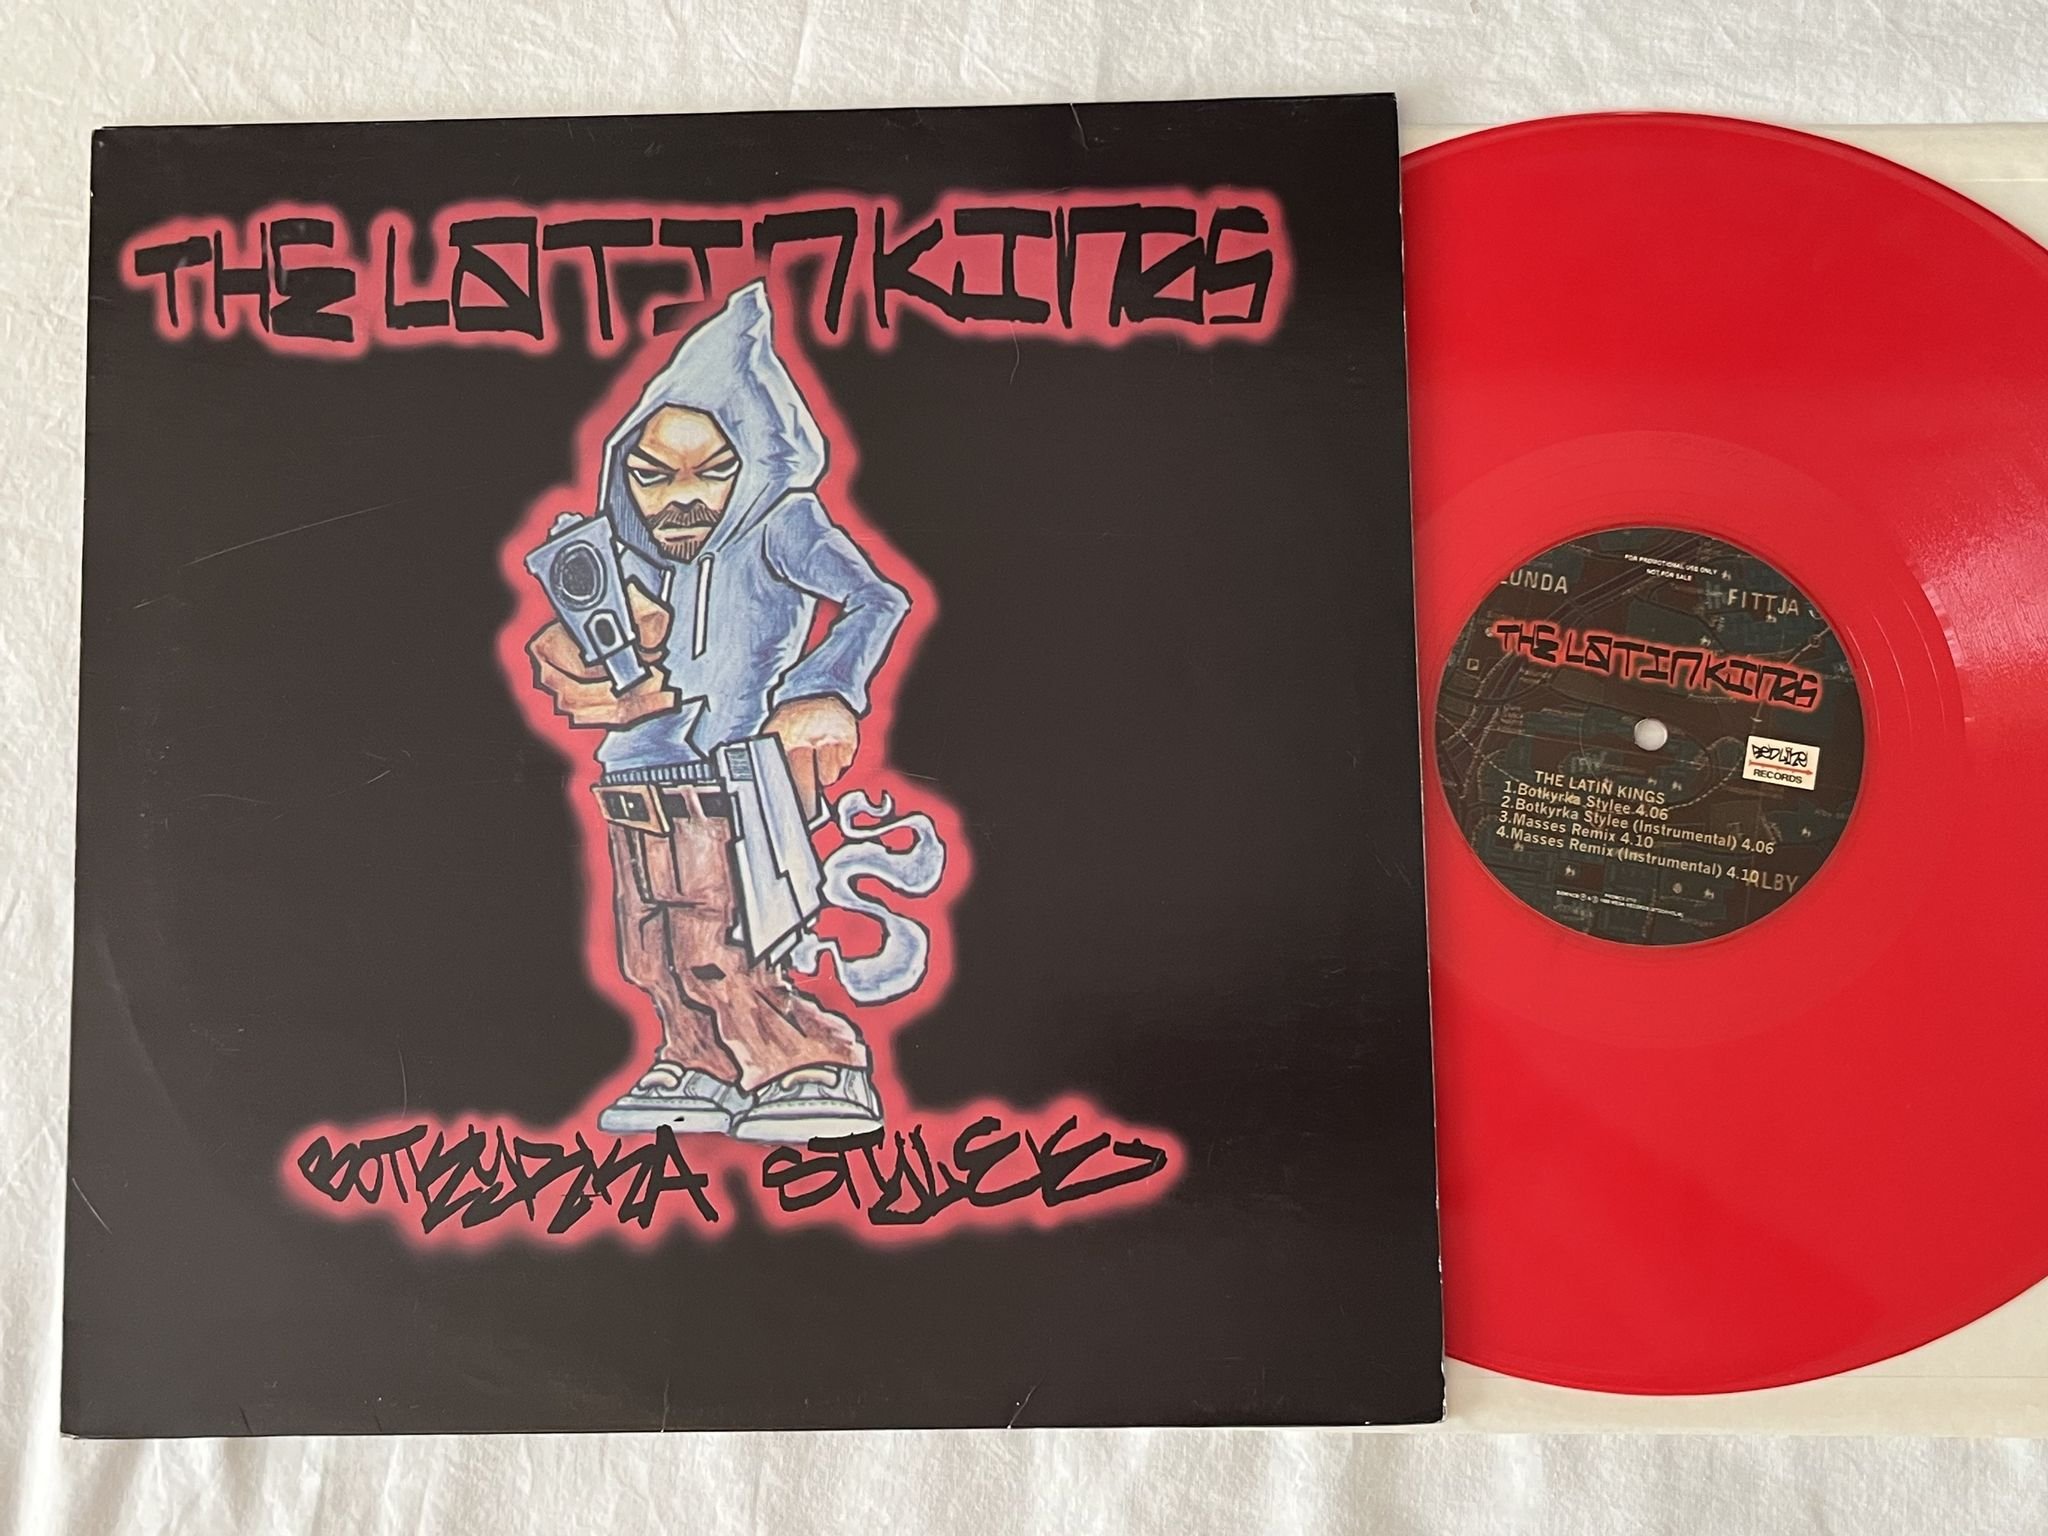 THE LATIN KINGS
BOTKYRKA STYLEE
FOR PROMOTIONAL USE ONLY
NOT FOR SALE
LUNDA
FITTJA
THE LATIN KINGS
REDLINE
RECORDS
THE LATIN KINGS
1.Botkyrka Stylee 4.06
2.Botkyrka Stylee (Instrumental) 4.06
3.Masses Remix 4.10
4.Masses Remix (Instrumental) 4.10
ALBY